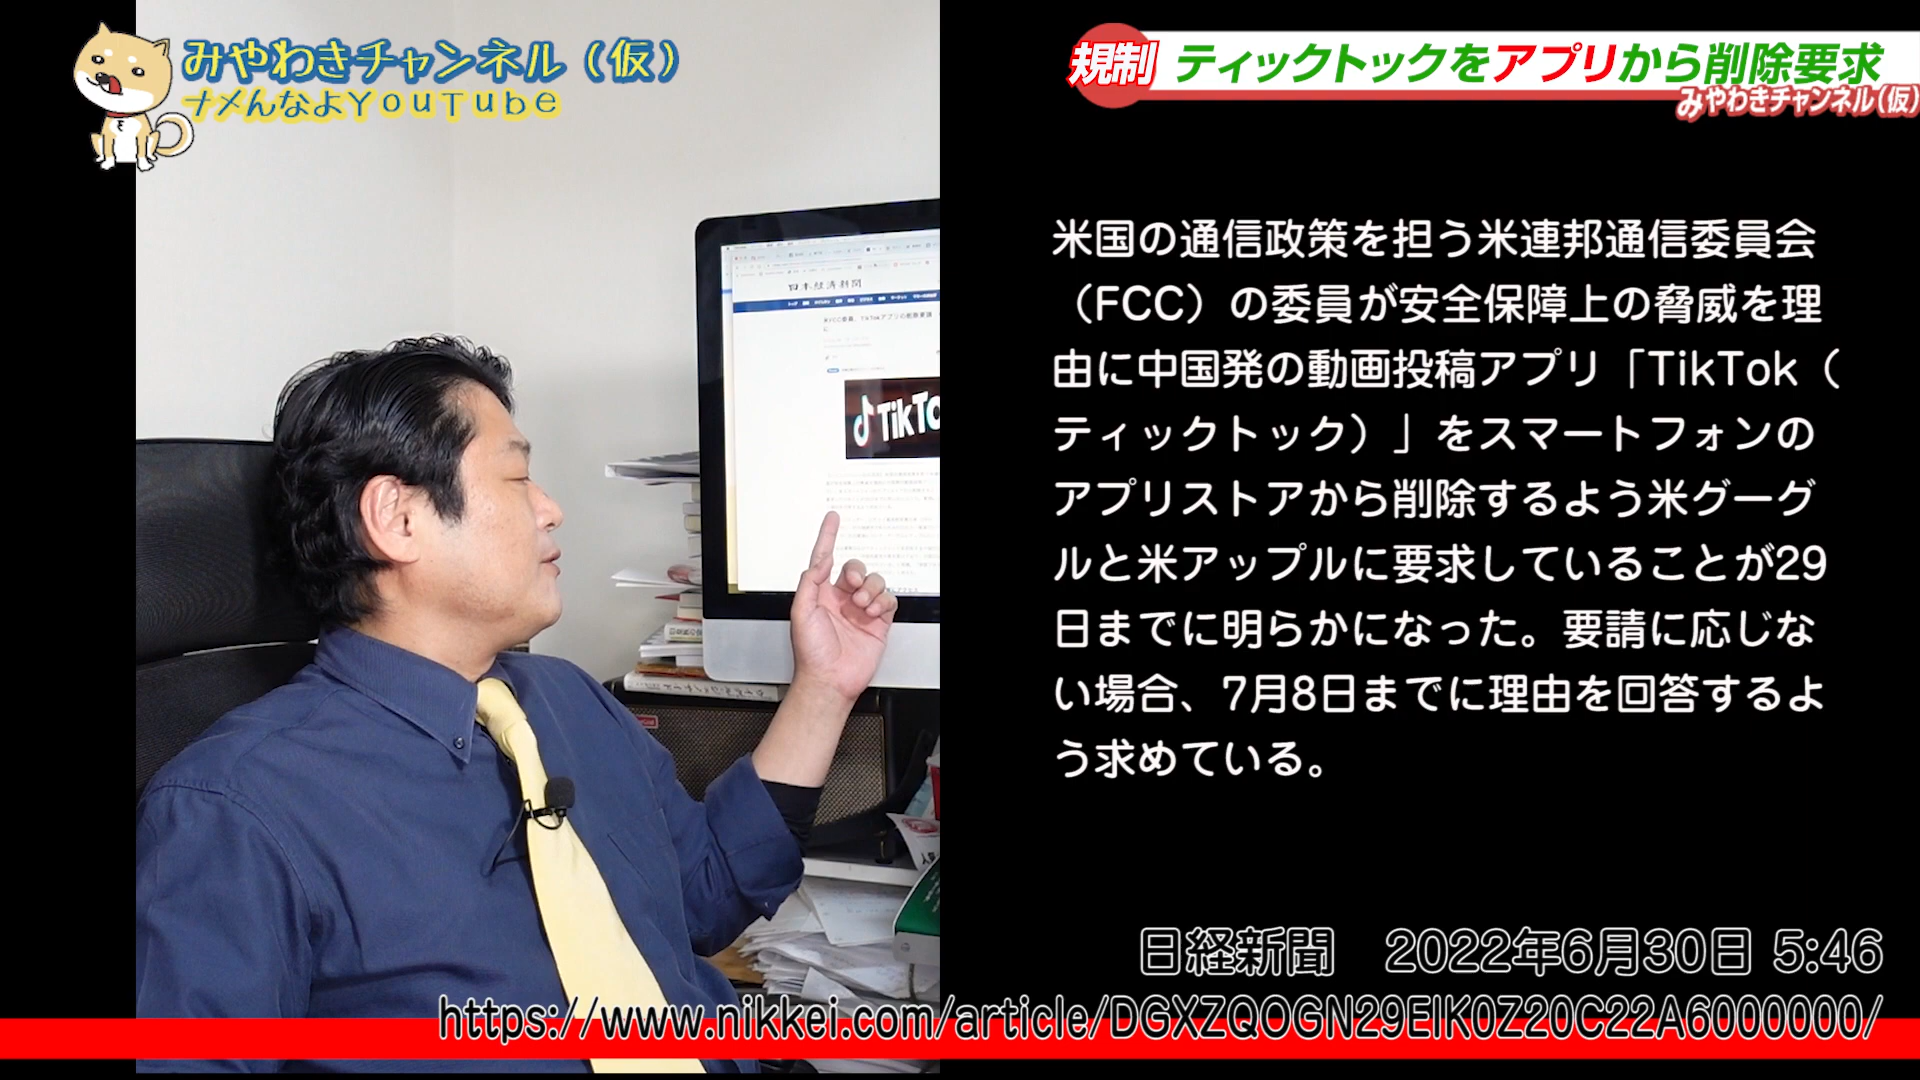 みやわきチャンネル（仮）
ナメんなよYouTube
規制 ティックトックをアプリから削除要求
みやわきチャンネル（仮）
日本経済新聞
TikTo
米国の通信政策を担う米連邦通信委員会
（FCC）の委員が安全保障上の脅威を理
由に中国発の動画投稿アプリ「TikTok（
ティックトック）」をスマートフォンの
アプリストアから削除するよう米グーグ
ルと米アップルに要求していることが29
日までに明らかになった。要請に応じな
い場合、7月8日までに理由を回答するよ
う求めている。
日経新聞　2022年6月30日 5:46
https://www.nikkei.com/article/DGXZQOGN29EIK0Z20C22A6000000/